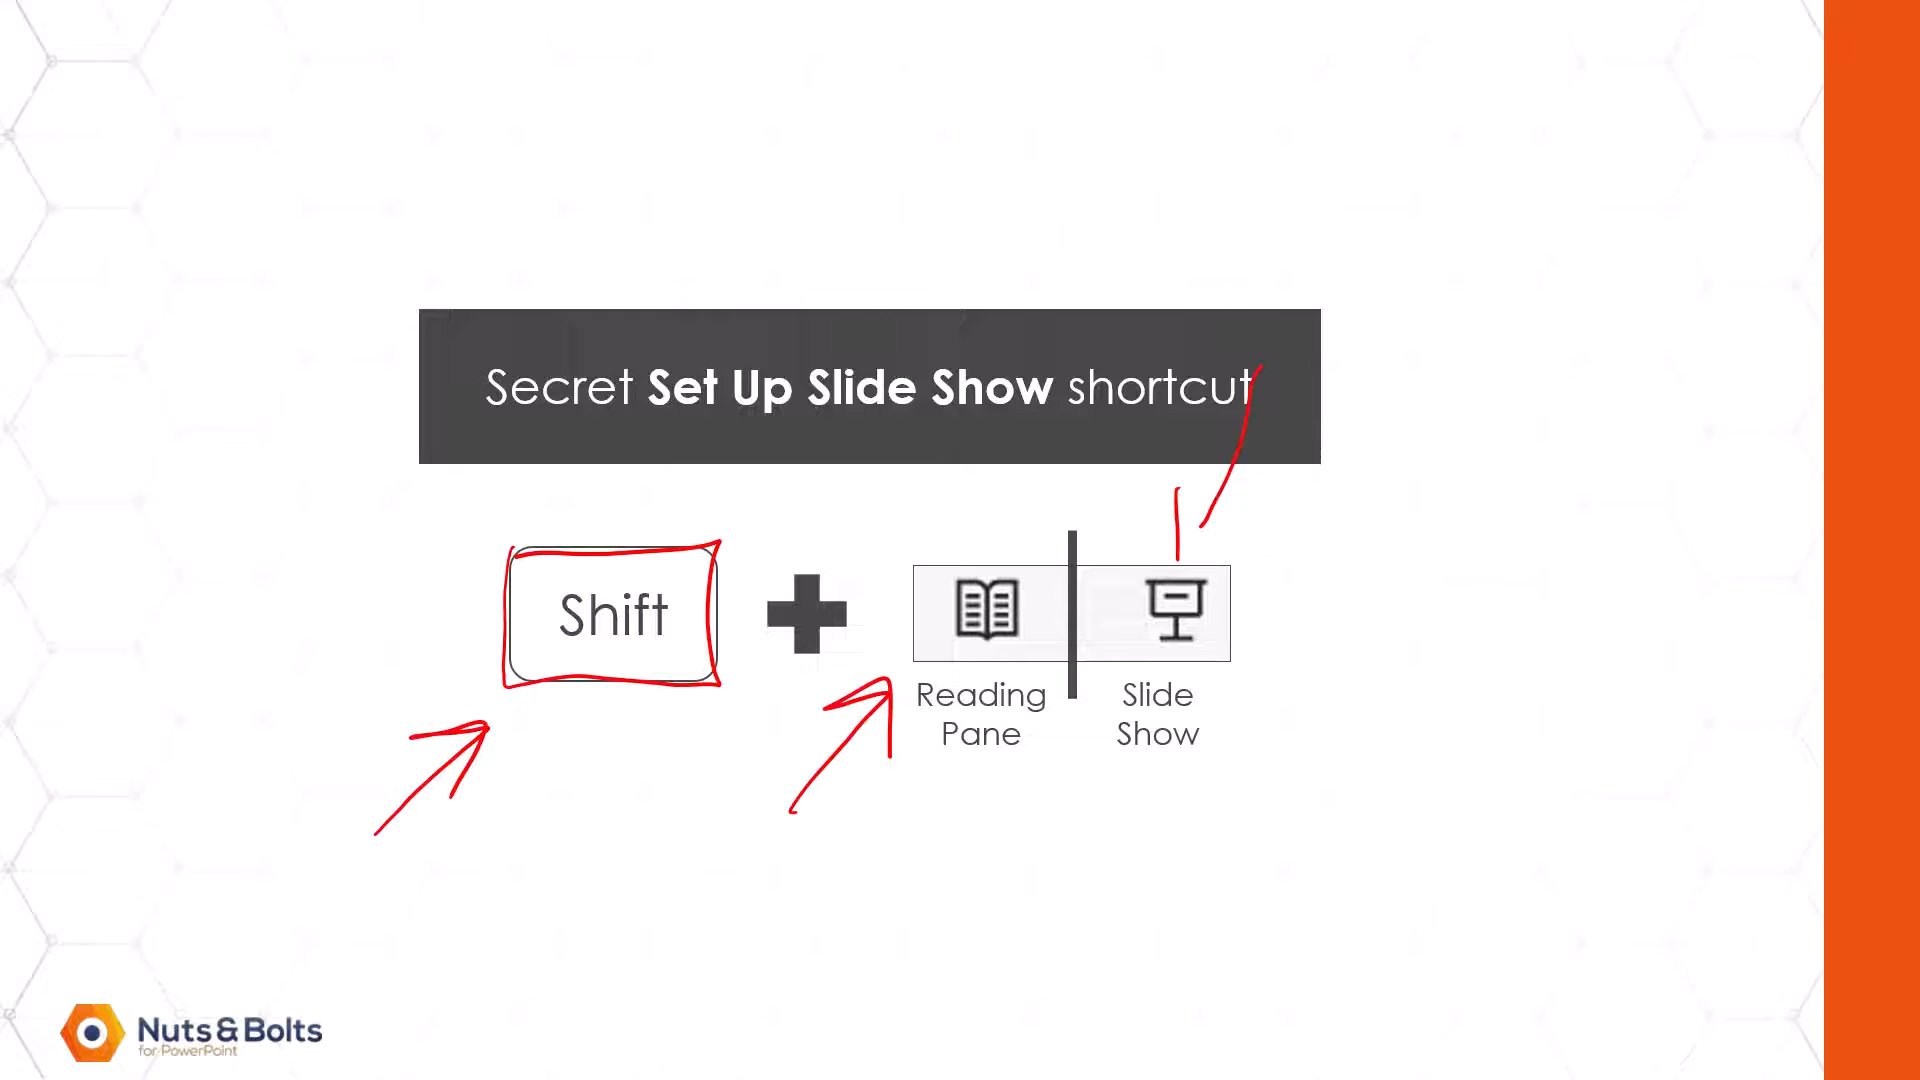 Secret Set Up Slide Show shortcut
Shift
Reading
Pane
Slide
Show
Nuts & Bolts
for PowerPoint